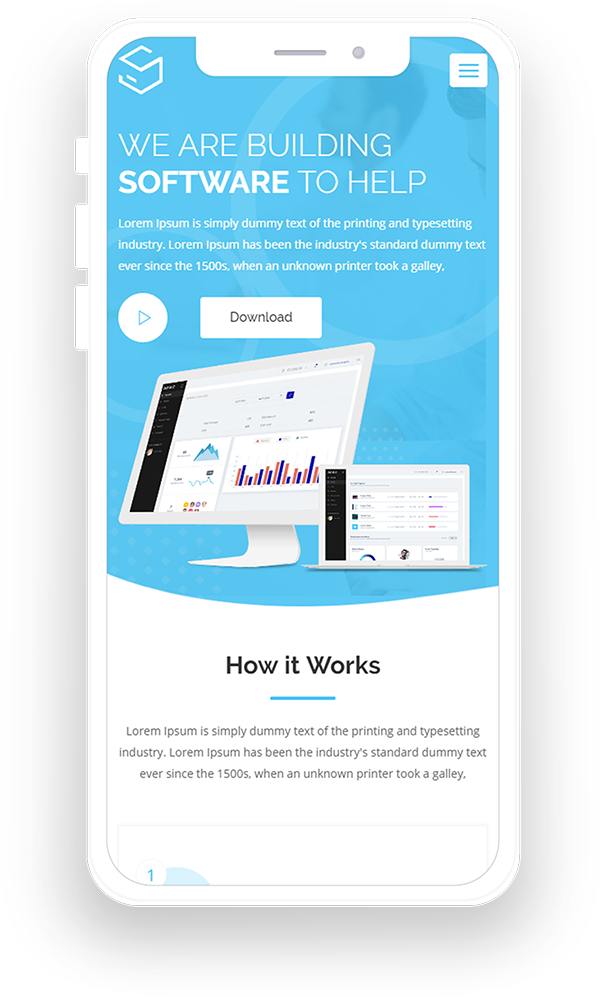 WE ARE BUILDING
SOFTWARE TO HELP
Lorem Ipsum is simply dummy text of the printing and typesetting
industry. Lorem Ipsum has been the industry's standard dummy text
ever since the 1500s, when an unknown printer took a galley,
Download
How it Works
Lorem Ipsum is simply dummy text of the printing and typesetting
industry. Lorem Ipsum has been the industry's standard dummy text
ever since the 1500s, when an unknown printer took a galley,
1